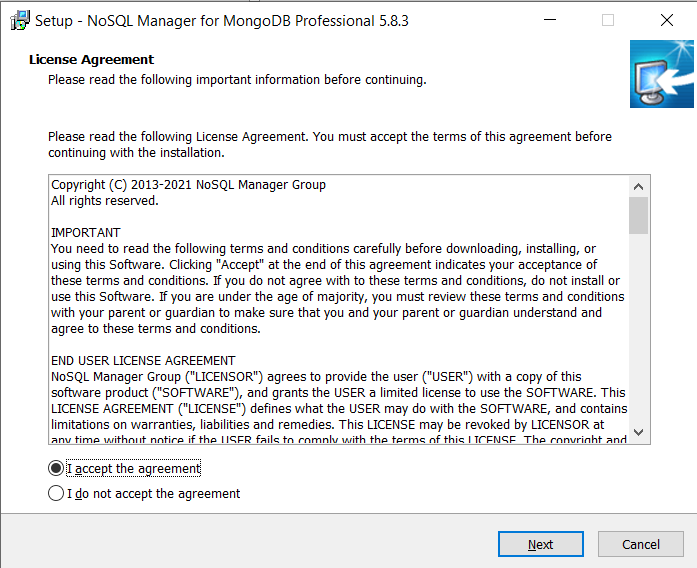 Setup - NoSQL Manager for MongoDB Professional 5.8.3
License Agreement
Please read the following important information before continuing.
Please read the following License Agreement. You must accept the terms of this agreement before
continuing with the installation.
Copyright (C) 2013-2021 NoSQL Manager Group
All rights reserved.
IMPORTANT
You need to read the following terms and conditions carefully before downloading, installing, or
using this Software. Clicking "Accept" at the end of this agreement indicates your acceptance of
these terms and conditions. If you do not agree with to these terms and conditions, do not install or
use this Software. If you are under the age of majority, you must review these terms and conditions
with your parent or guardian to make sure that you and your parent or guardian understand and
agree to these terms and conditions.
END USER LICENSE AGREEMENT
NoSQL Manager Group ("LICENSOR") agrees to provide the user ("USER") with a copy of this
software product ("SOFTWARE"), and grants the USER a limited license to use the SOFTWARE. This
LICENSE AGREEMENT ("LICENSE") defines what the USER may do with the SOFTWARE, and contains
limitations on warranties, liabilities and remedies. This LICENSE may be revoked by LICENSOR at
any time without notice if the USER fails to comply with the terms of this LICENSE. The copyright and
I accept the agreement
I do not accept the agreement
Next
Cancel